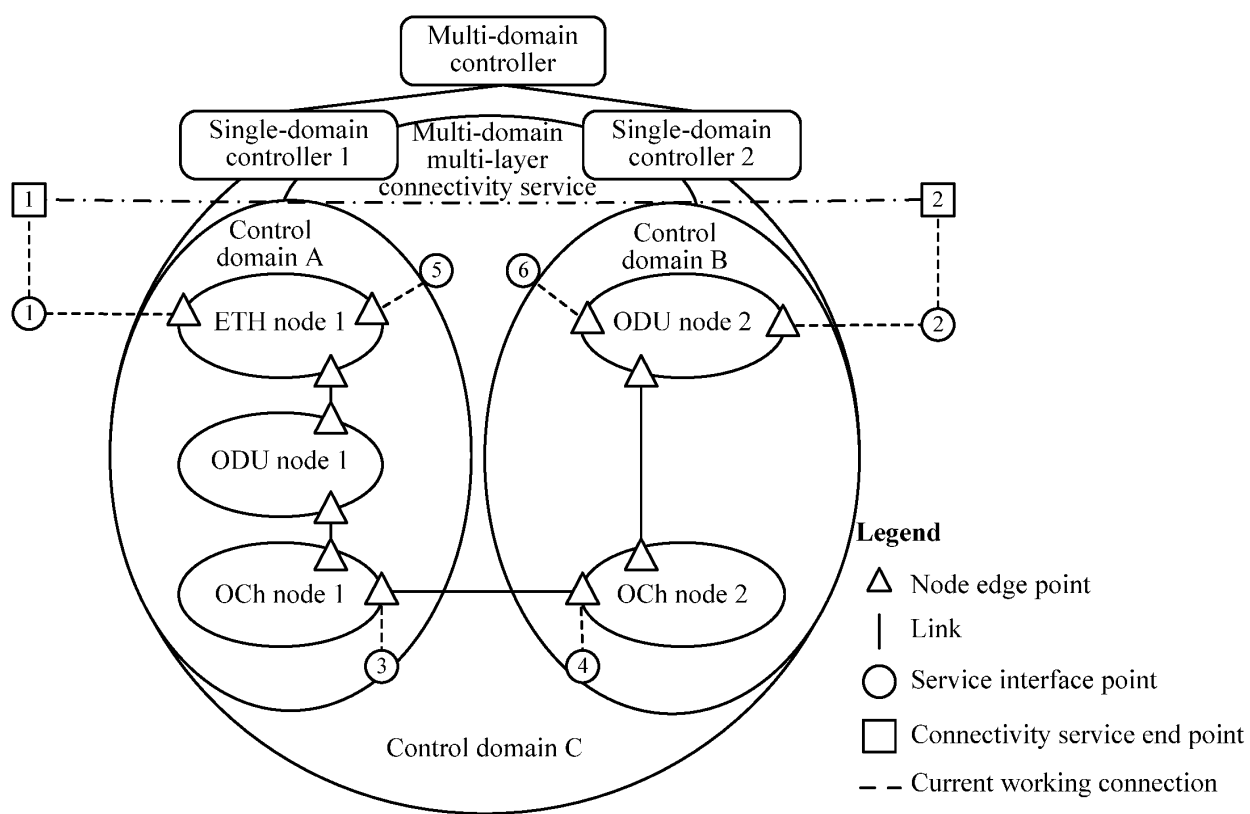 Multi-domain
controller
Single-domain
controller 1
Multi-domain
multi-layer
connectivity service
Single-domain
controller 2
1
2
Control
domain A
Control
domain B
5
6
1
ETH node 1
ODU node 2
2
ODU node 1
OCh node 1
OCh node 2
3
4
Control domain C
Legend
Node edge point
Link
Service interface point
Connectivity service end point
Current working connection